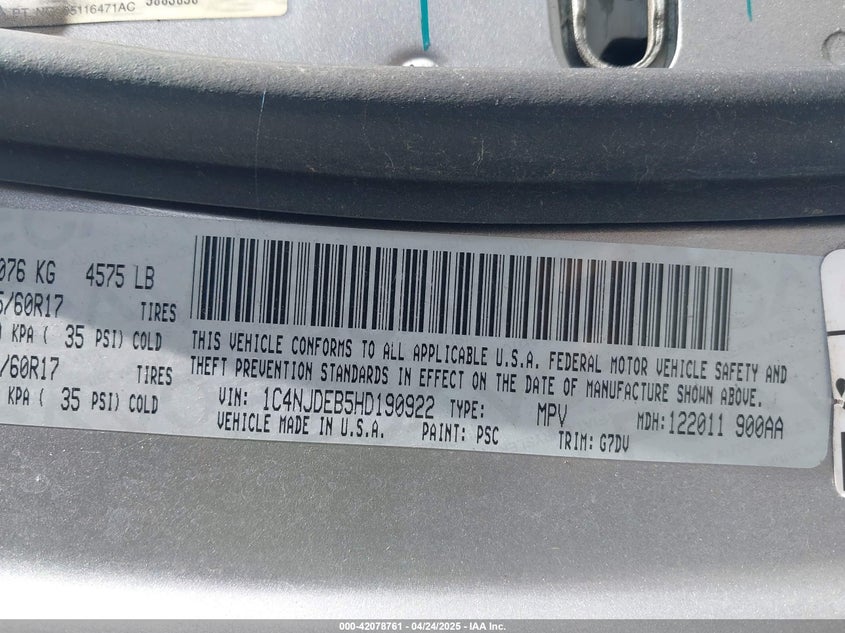 5116471AC
076 KG 4575 LB
5/60R17 TIRES
KPA ( 35 PSI) COLD
/60R17 TIRES
KPA ( 35 PSI) COLD
THIS VEHICLE CONFORMS TO ALL APPLICABLE U.S.A. FEDERAL MOTOR VEHICLE SAFETY AND
THEFT PREVENTION STANDARDS IN EFFECT ON THE DATE OF MANUFACTURE SHOWN ABOVE.
VIN: 1C4NJDEB5HD190922 TYPE: MPV MDH:122011 900AA
VEHICLE MADE IN U.S.A. PAINT: PSC TRIM: G7DV
000-42078761 - 04/24/2025 - IAA Inc.